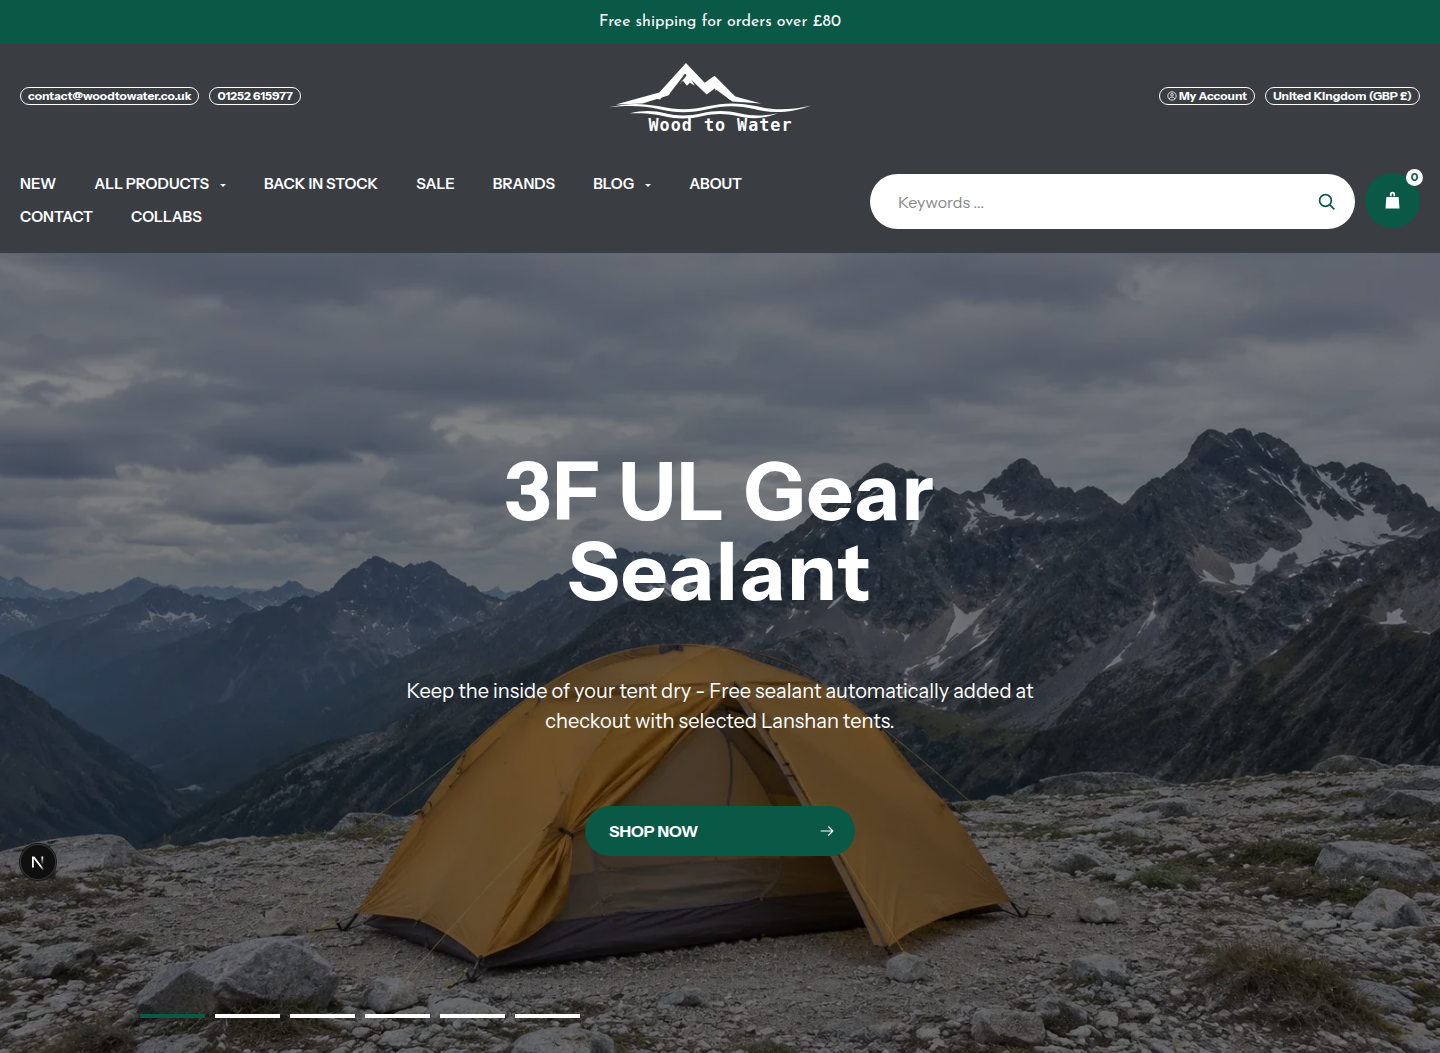 Free shipping for orders over £80
contact@woodtowater.co.uk
01252 615977
Wood to Water
My Account
United Kingdom (GBP £)
NEW
ALL PRODUCTS
BACK IN STOCK
SALE
BRANDS
BLOG
ABOUT
CONTACT
COLLABS
Keywords ...
0
3F UL Gear
Sealant
Keep the inside of your tent dry - Free sealant automatically added at
checkout with selected Lanshan tents.
SHOP NOW
N